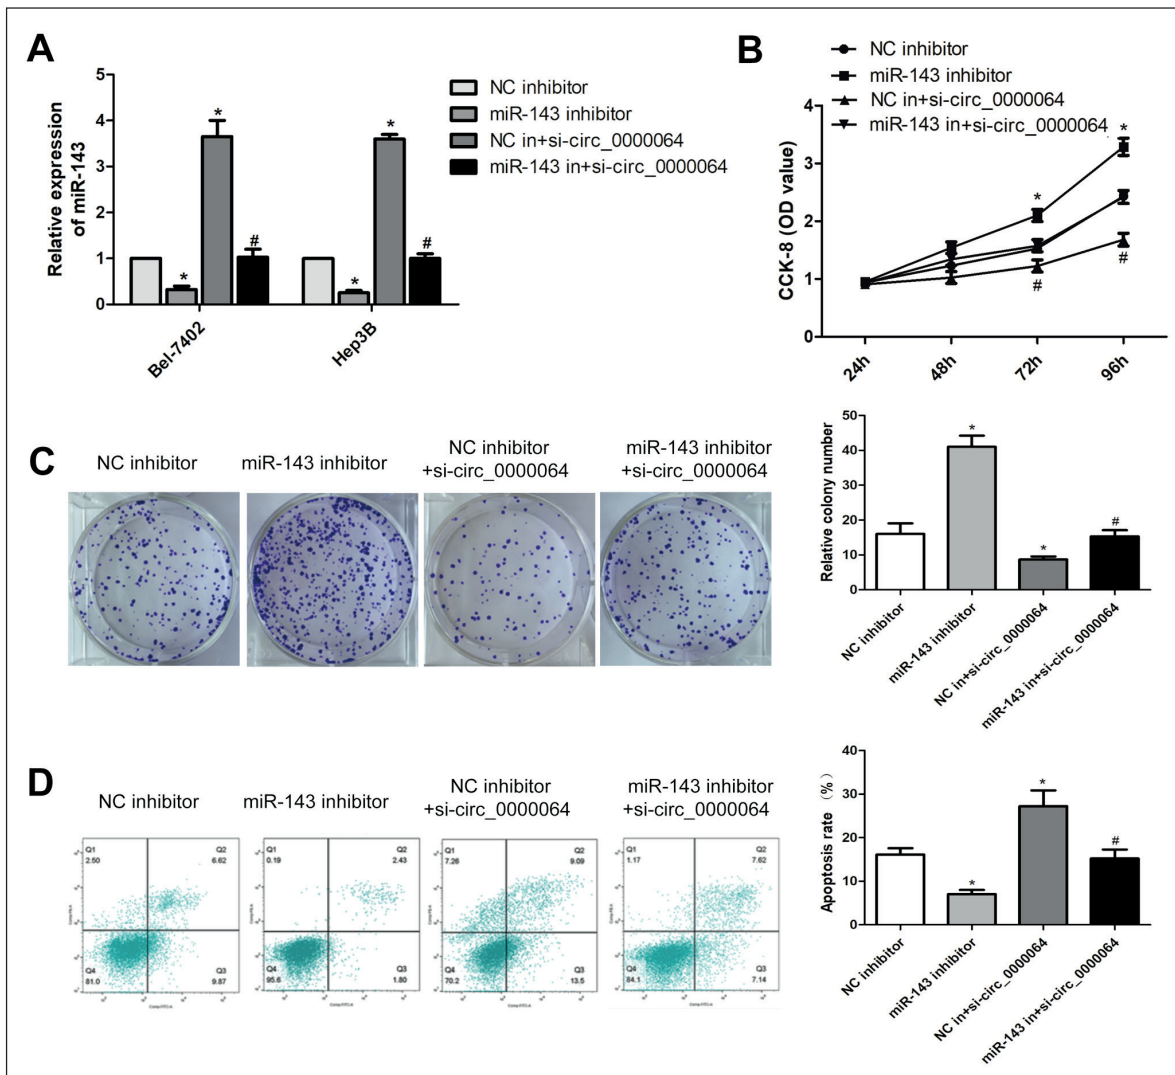 A
Relative expression
of miR-143
5
4
3
2
1
0
Bel-7402
Hep3B
*
*
#
*
*
#
NC inhibitor
miR-143 inhibitor
NC in+si-circ_0000064
miR-143 in+si-circ_0000064
B
NC inhibitor
miR-143 inhibitor
NC in+si-circ_0000064
miR-143 in+si-circ_0000064
CCK-8 (OD value)
4
3
2
1
0
24h
48h
72h
96h
*
*
#
#
C
NC inhibitor
miR-143 inhibitor
NC inhibitor
+si-circ_0000064
miR-143 inhibitor
+si-circ_0000064
Relative colony number
50
40
30
20
10
0
*
*
#
NC inhibitor
miR-143 inhibitor
NC in+si-circ_0000064
miR-143 in+si-circ_0000064
D
NC inhibitor
miR-143 inhibitor
NC inhibitor
+si-circ_0000064
miR-143 inhibitor
+si-circ_0000064
Q1
2.50
Q2
6.62
Q4
81.0
Q3
9.87
Q1
0.19
Q2
2.43
Q4
95.6
Q3
1.80
Q1
7.26
Q2
9.09
Q4
70.2
Q3
13.5
Q1
1.17
Q2
7.62
Q4
84.1
Q3
7.14
Apoptosis rate (%)
40
30
20
10
0
*
*
#
NC inhibitor
miR-143 inhibitor
NC in+si-circ_0000064
miR-143 in+si-circ_0000064